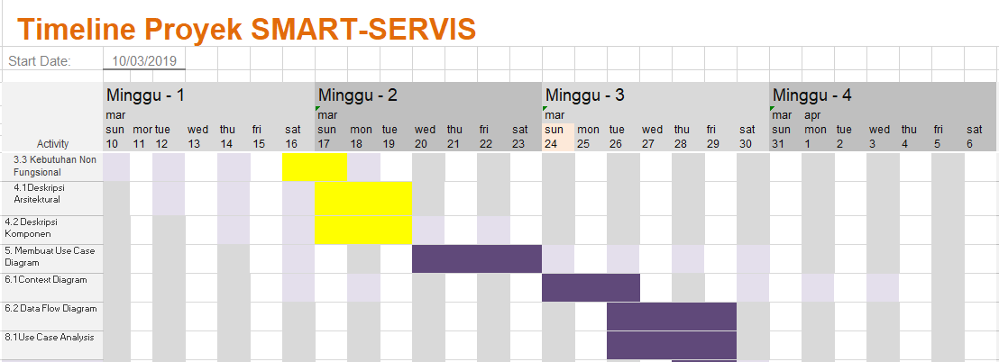 Timeline Proyek SMART-SERVIS
Start Date: 10/03/2019
Minggu - 1 Minggu - 2 Minggu - 3 Minggu - 4
mar mar mar mar apr
sun mor tue wed thu fri sat sun mon tue wed thu fri sat sun mon tue wed thu fri sat sun mon tue wed thu fri sat
Activity 10 11 12 13 14 15 16 17 18 19 20 21 22 23 24 25 26 27 28 29 30 31 1 2 3 4 5 6
3.3 Kebutuhan Non
Fungsional
4.1Deskripsi
Arsitektural
4.2 Deskripsi
Komponen
5. Membuat Use Case
Diagram
6.1Context Diagram
6.2 Data Flow Diagram
8.1Use Case Analysis